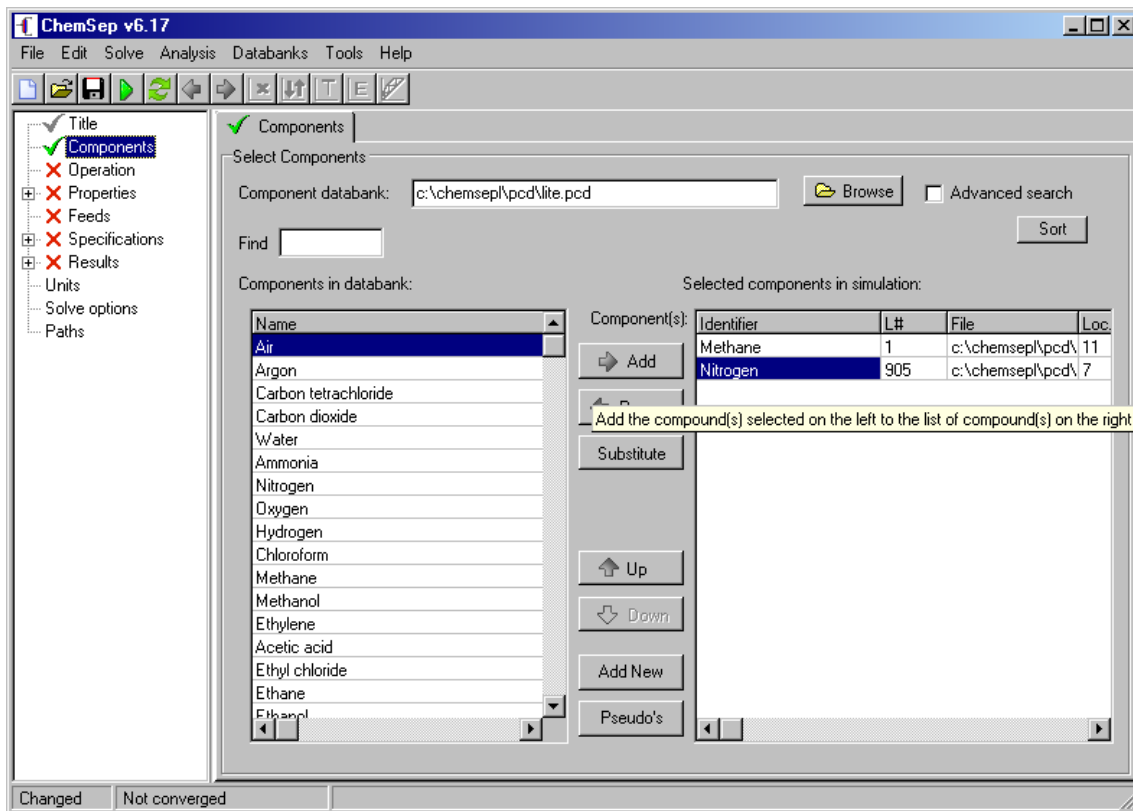 ChemSep v6.17
File Edit Solve Analysis Databanks Tools Help
Title
Components
Operation
Properties
Feeds
Specifications
Results
Units
Solve options
Paths
Components
Select Components
Component databank: c:\chemsepl\pcd\lite.pcd Browse Advanced search
Find Sort
Components in databank:
Name
Air
Argon
Carbon tetrachloride
Carbon dioxide
Water
Ammonia
Nitrogen
Oxygen
Hydrogen
Chloroform
Methane
Methanol
Ethylene
Acetic acid
Ethyl chloride
Ethane
Ethanol
Component(s):
Add
Add the compound(s) selected on the left to the list of compound(s) on the right
Substitute
Up
Down
Add New
Pseudo's
Selected components in simulation:
Identifier L# File Loc.
Methane 1 c:\chemsepl\pcd\ 11
Nitrogen 905 c:\chemsepl\pcd\ 7
Changed Not converged